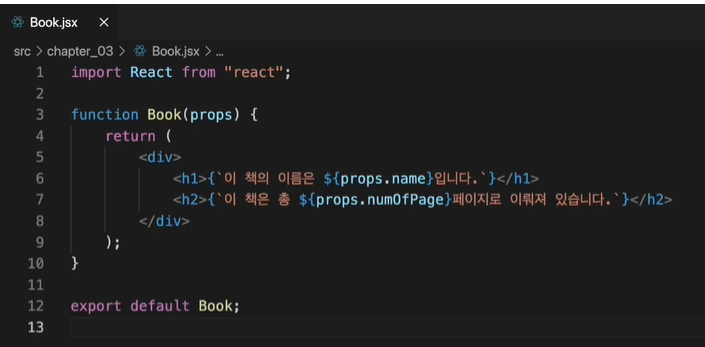 Book.jsx ×
src > chapter_03 > Book.jsx > ...
1 import React from "react";
2
3 function Book(props) {
4     return (
5         <div>
6             <h1>{`이 책의 이름은 ${props.name}입니다.`}</h1>
7             <h2>{`이 책은 총 ${props.numOfPage}페이지로 이뤄져 있습니다.`}</h2>
8         </div>
9     );
10 }
11
12 export default Book;
13